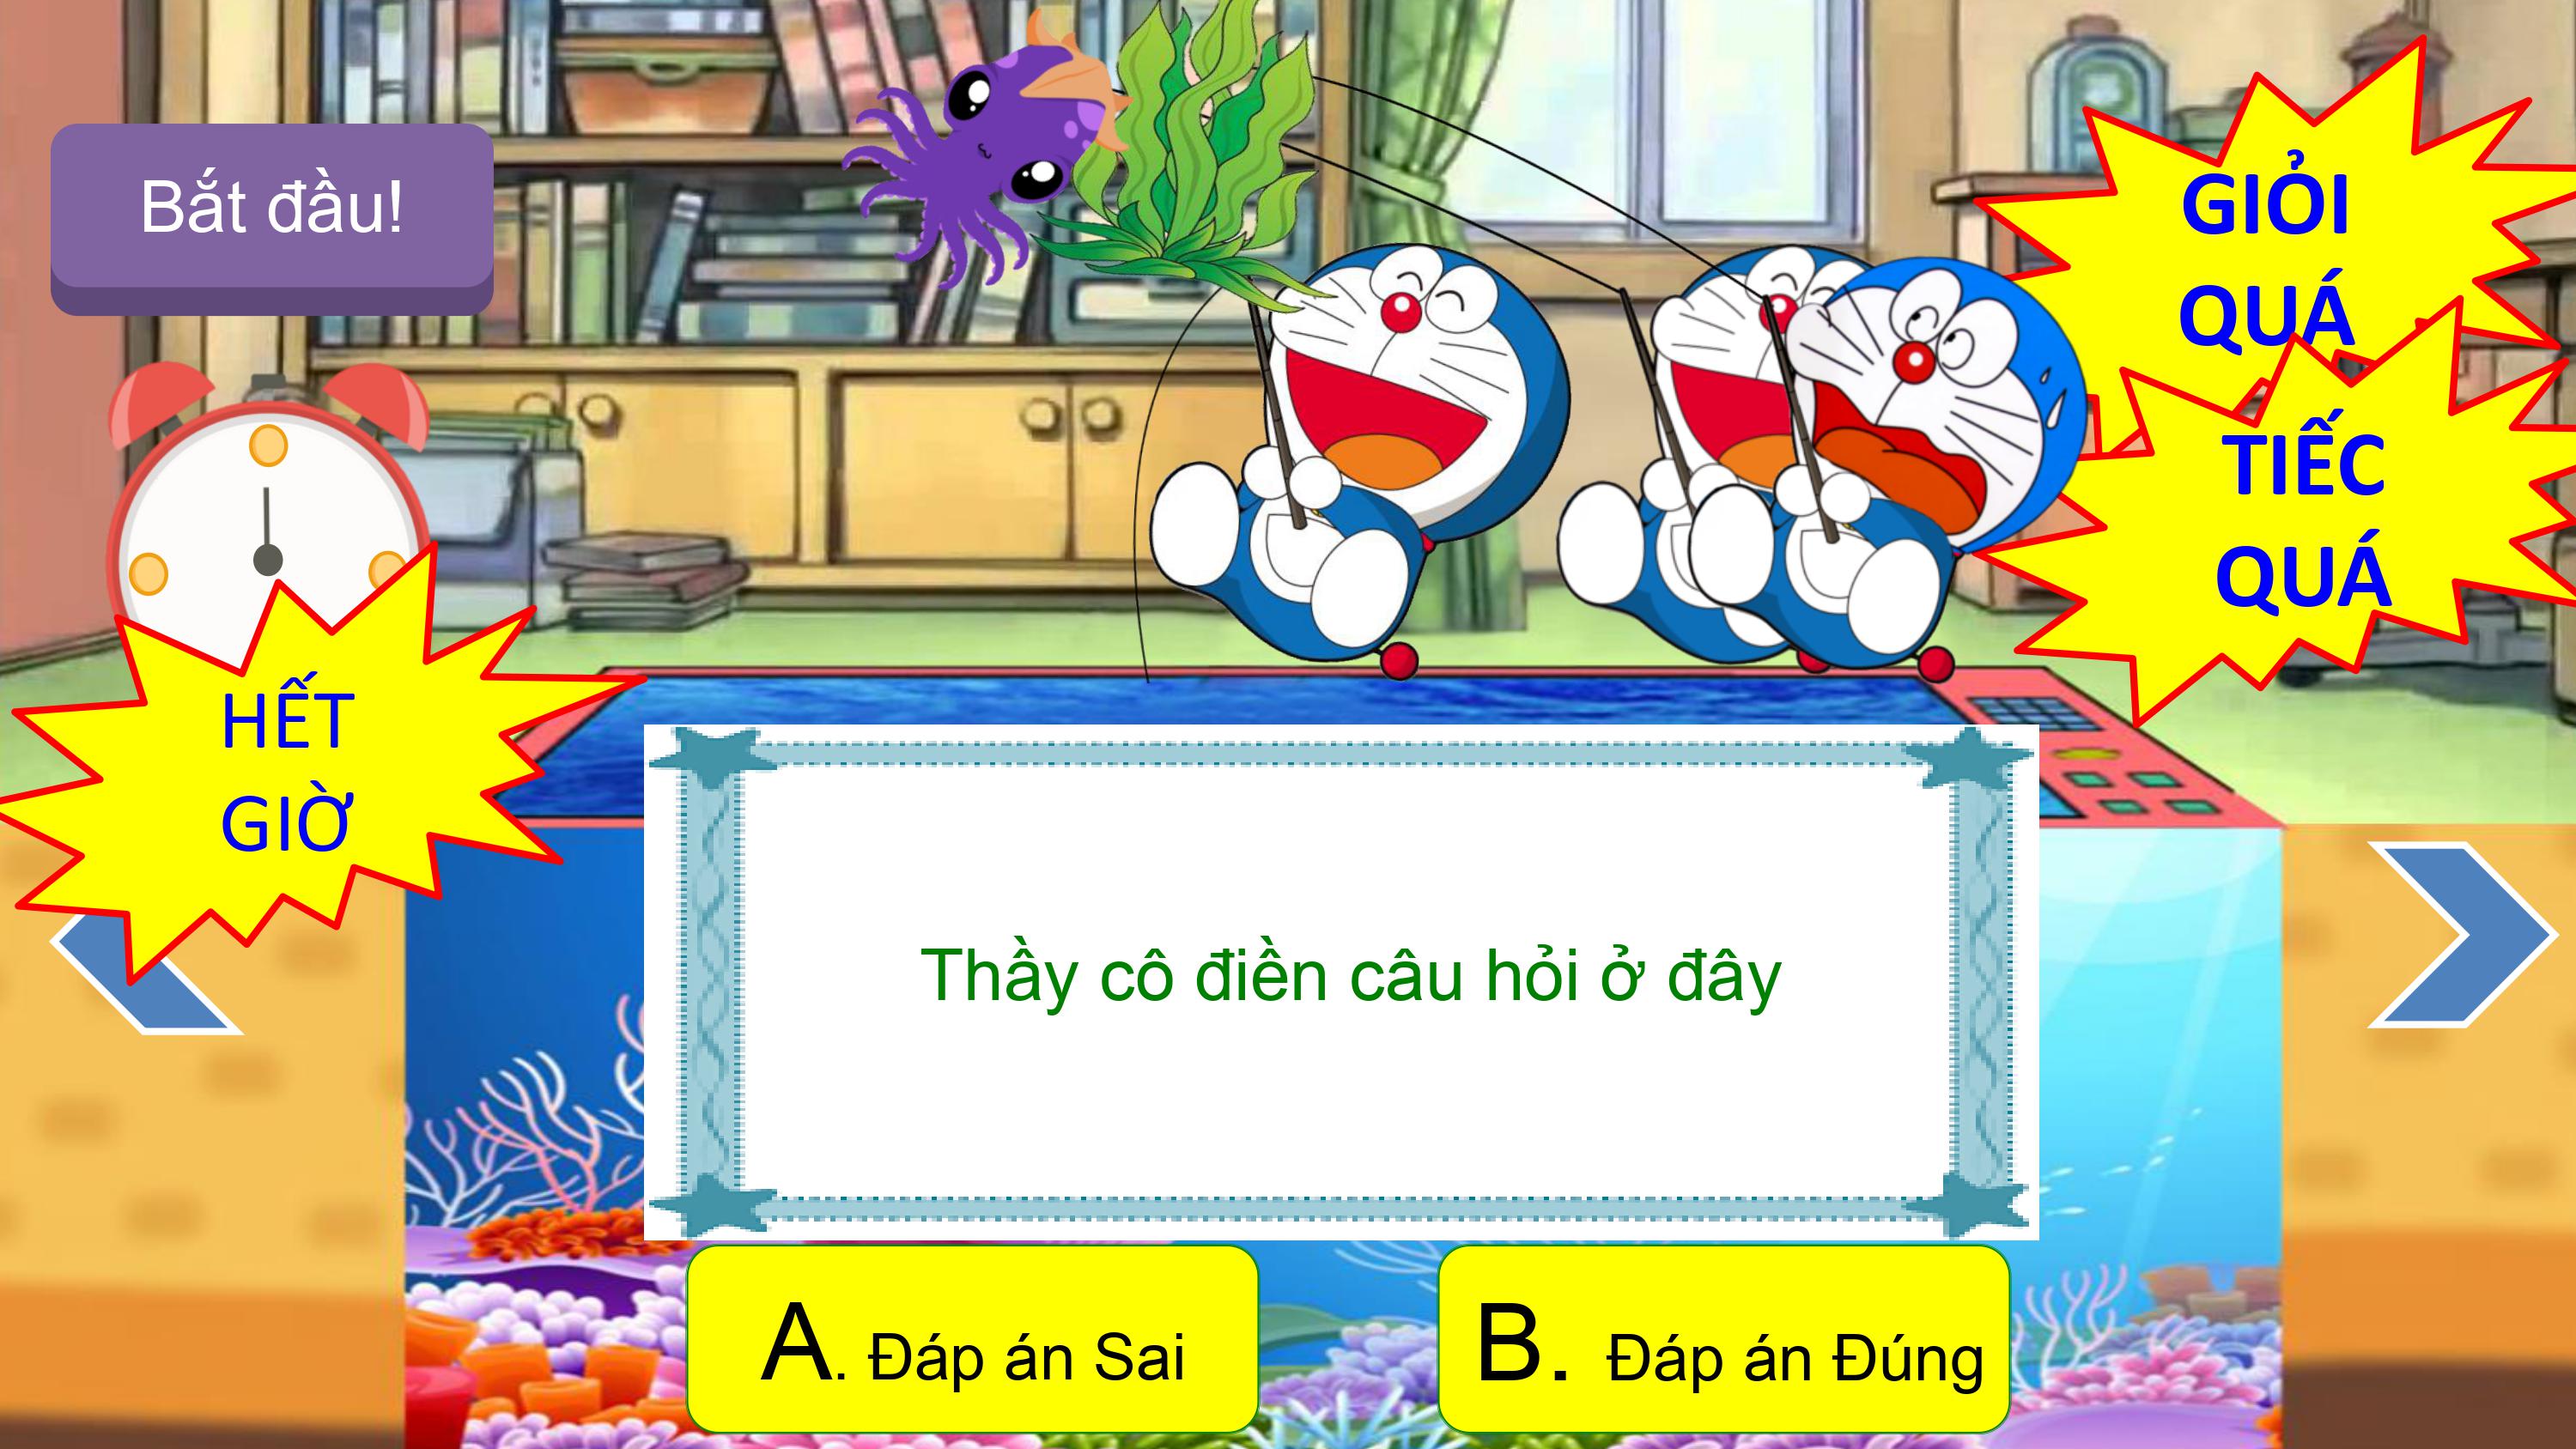 Bắt đầu!
GIỎI
QUÁ
TIẾC
QUÁ
HẾT
GIỜ
Thầy cô điền câu hỏi ở đây
A. Đáp án Sai
B. Đáp án Đúng